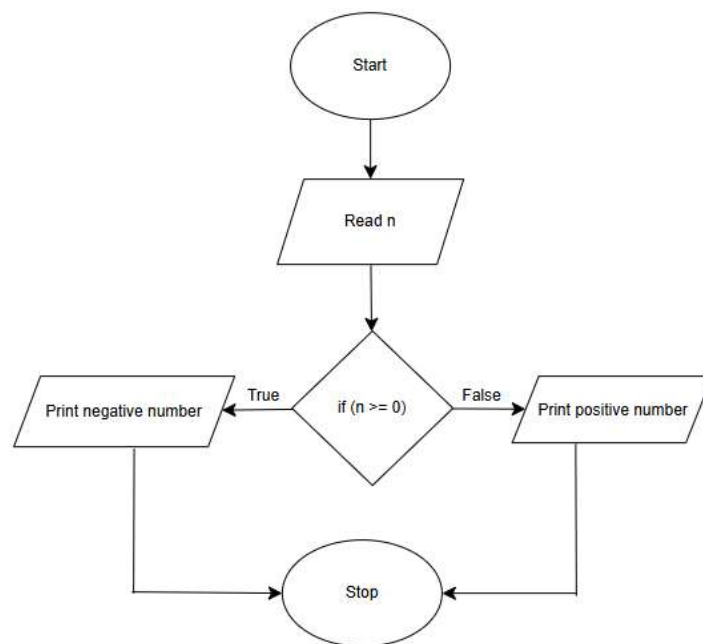 Start
Read n
if (n >= 0)
True
False
Print negative number
Print positive number
Stop